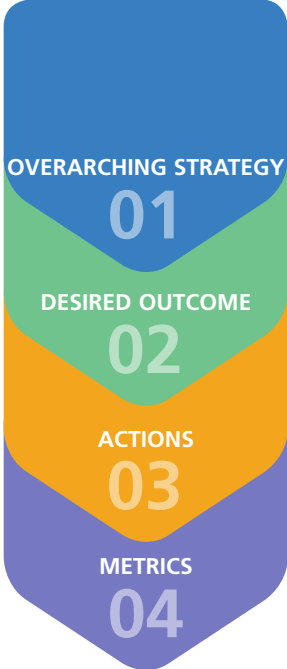 OVERARCHING STRATEGY
01
DESIRED OUTCOME
02
ACTIONS
03
METRICS
04